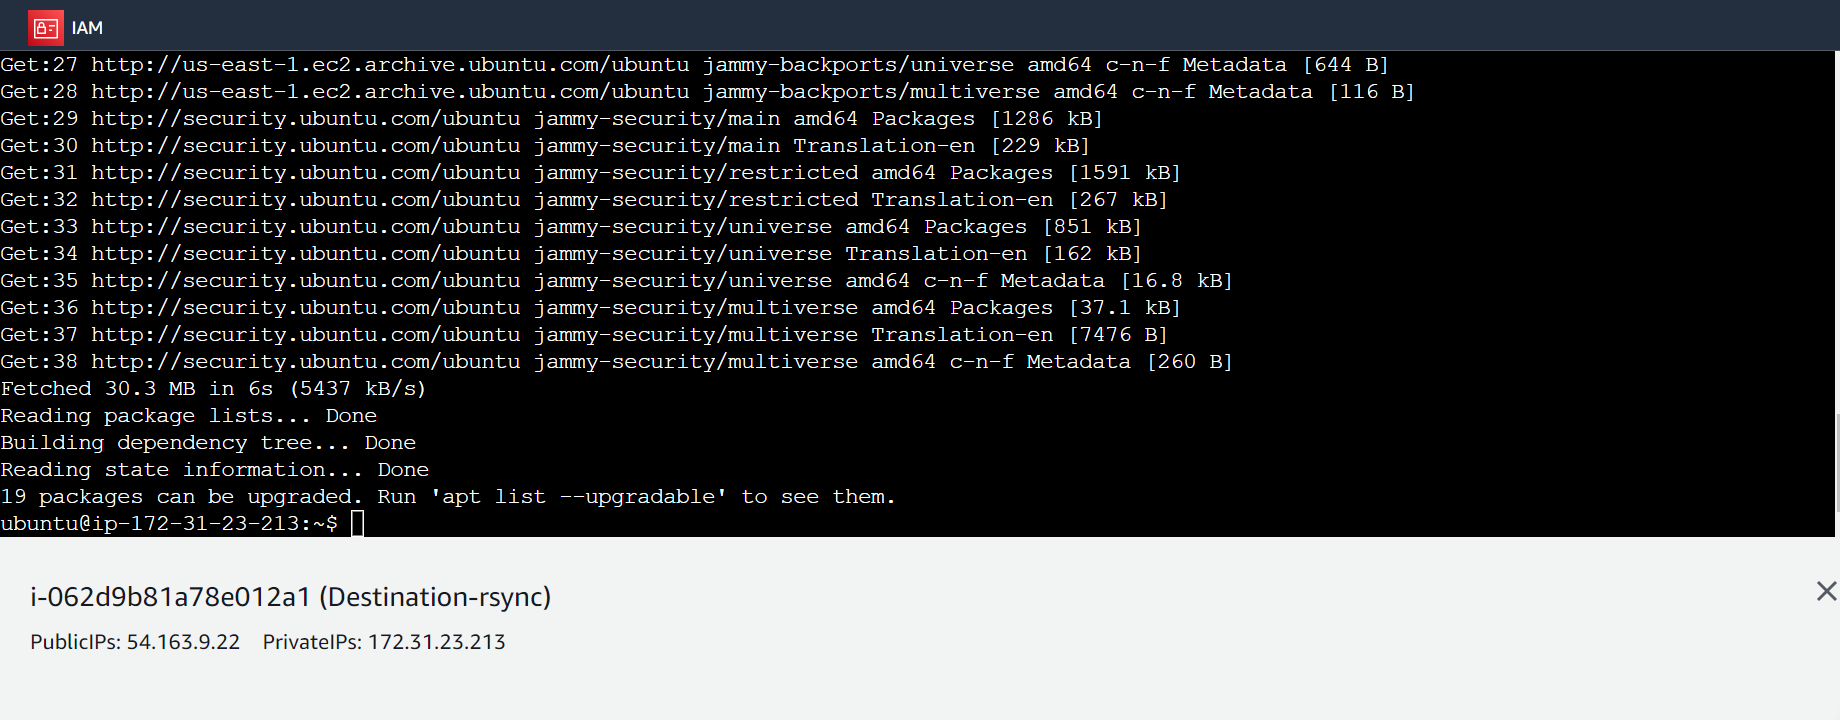 IAM
Get:27 http://us-east-1.ec2.archive.ubuntu.com/ubuntu jammy-backports/universe amd64 c-n-f Metadata [644 B]
Get:28 http://us-east-1.ec2.archive.ubuntu.com/ubuntu jammy-backports/multiverse amd64 c-n-f Metadata [116 B]
Get:29 http://security.ubuntu.com/ubuntu jammy-security/main amd64 Packages [1286 kB]
Get:30 http://security.ubuntu.com/ubuntu jammy-security/main Translation-en [229 kB]
Get:31 http://security.ubuntu.com/ubuntu jammy-security/restricted amd64 Packages [1591 kB]
Get:32 http://security.ubuntu.com/ubuntu jammy-security/restricted Translation-en [267 kB]
Get:33 http://security.ubuntu.com/ubuntu jammy-security/universe amd64 Packages [851 kB]
Get:34 http://security.ubuntu.com/ubuntu jammy-security/universe Translation-en [162 kB]
Get:35 http://security.ubuntu.com/ubuntu jammy-security/universe amd64 c-n-f Metadata [16.8 kB]
Get:36 http://security.ubuntu.com/ubuntu jammy-security/multiverse amd64 Packages [37.1 kB]
Get:37 http://security.ubuntu.com/ubuntu jammy-security/multiverse Translation-en [7476 B]
Get:38 http://security.ubuntu.com/ubuntu jammy-security/multiverse amd64 c-n-f Metadata [260 B]
Fetched 30.3 MB in 6s (5437 kB/s)
Reading package lists... Done
Building dependency tree... Done
Reading state information... Done
19 packages can be upgraded. Run 'apt list --upgradable' to see them.
ubuntu@ip-172-31-23-213:~$
i-062d9b81a78e012a1 (Destination-rsync)
PublicIPs: 54.163.9.22 PrivateIPs: 172.31.23.213